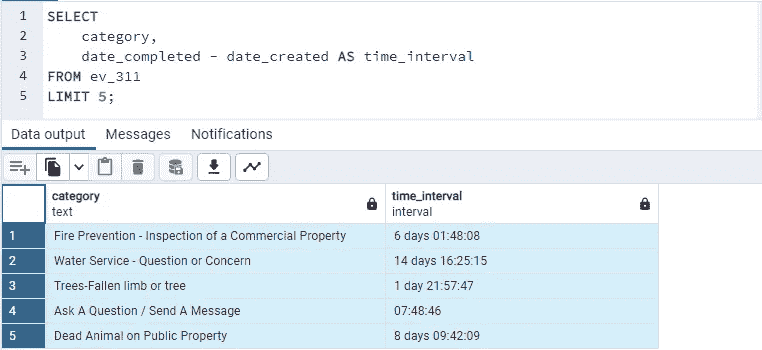 1 SELECT
2 category,
3 date_completed - date_created AS time_interval
4 FROM ev_311
5 LIMIT 5;
Data output Messages Notifications
category time_interval
text interval
1 Fire Prevention - Inspection of a Commercial Property 6 days 01:48:08
2 Water Service - Question or Concern 14 days 16:25:15
3 Trees-Fallen limb or tree 1 day 21:57:47
4 Ask A Question / Send A Message 07:48:46
5 Dead Animal on Public Property 8 days 09:42:09